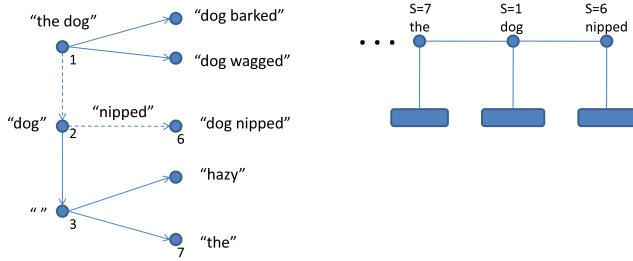 “the dog”
1
“dog barked”
“dog wagged”
“dog”
2
“nipped”
“dog nipped”
6
“hazy”
“ ”
3
“the”
7
S=7
the
S=1
dog
S=6
nipped
. . .